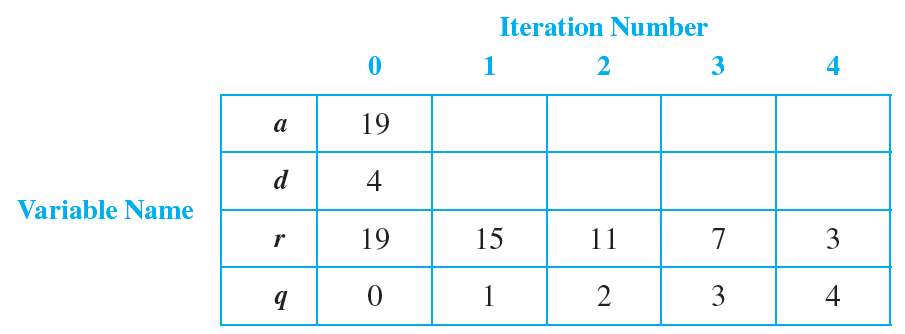 Iteration Number
0 1 2 3 4
a 19
d 4
Variable Name
r 19 15 11 7 3
q 0 1 2 3 4